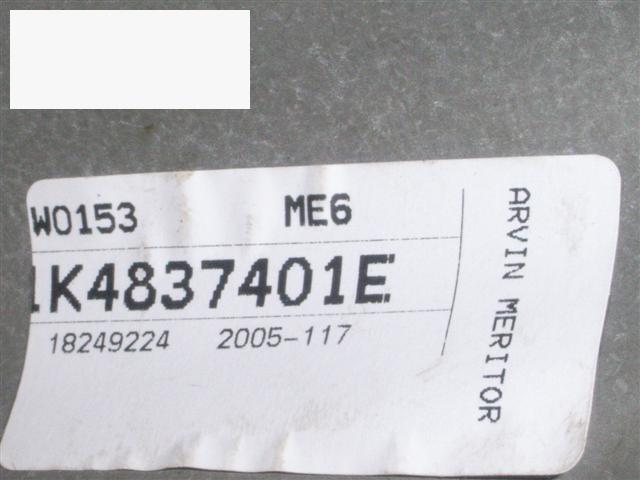 W0153 ME6
1K4837401E
18249224 2005-117
ARVIN MERITOR